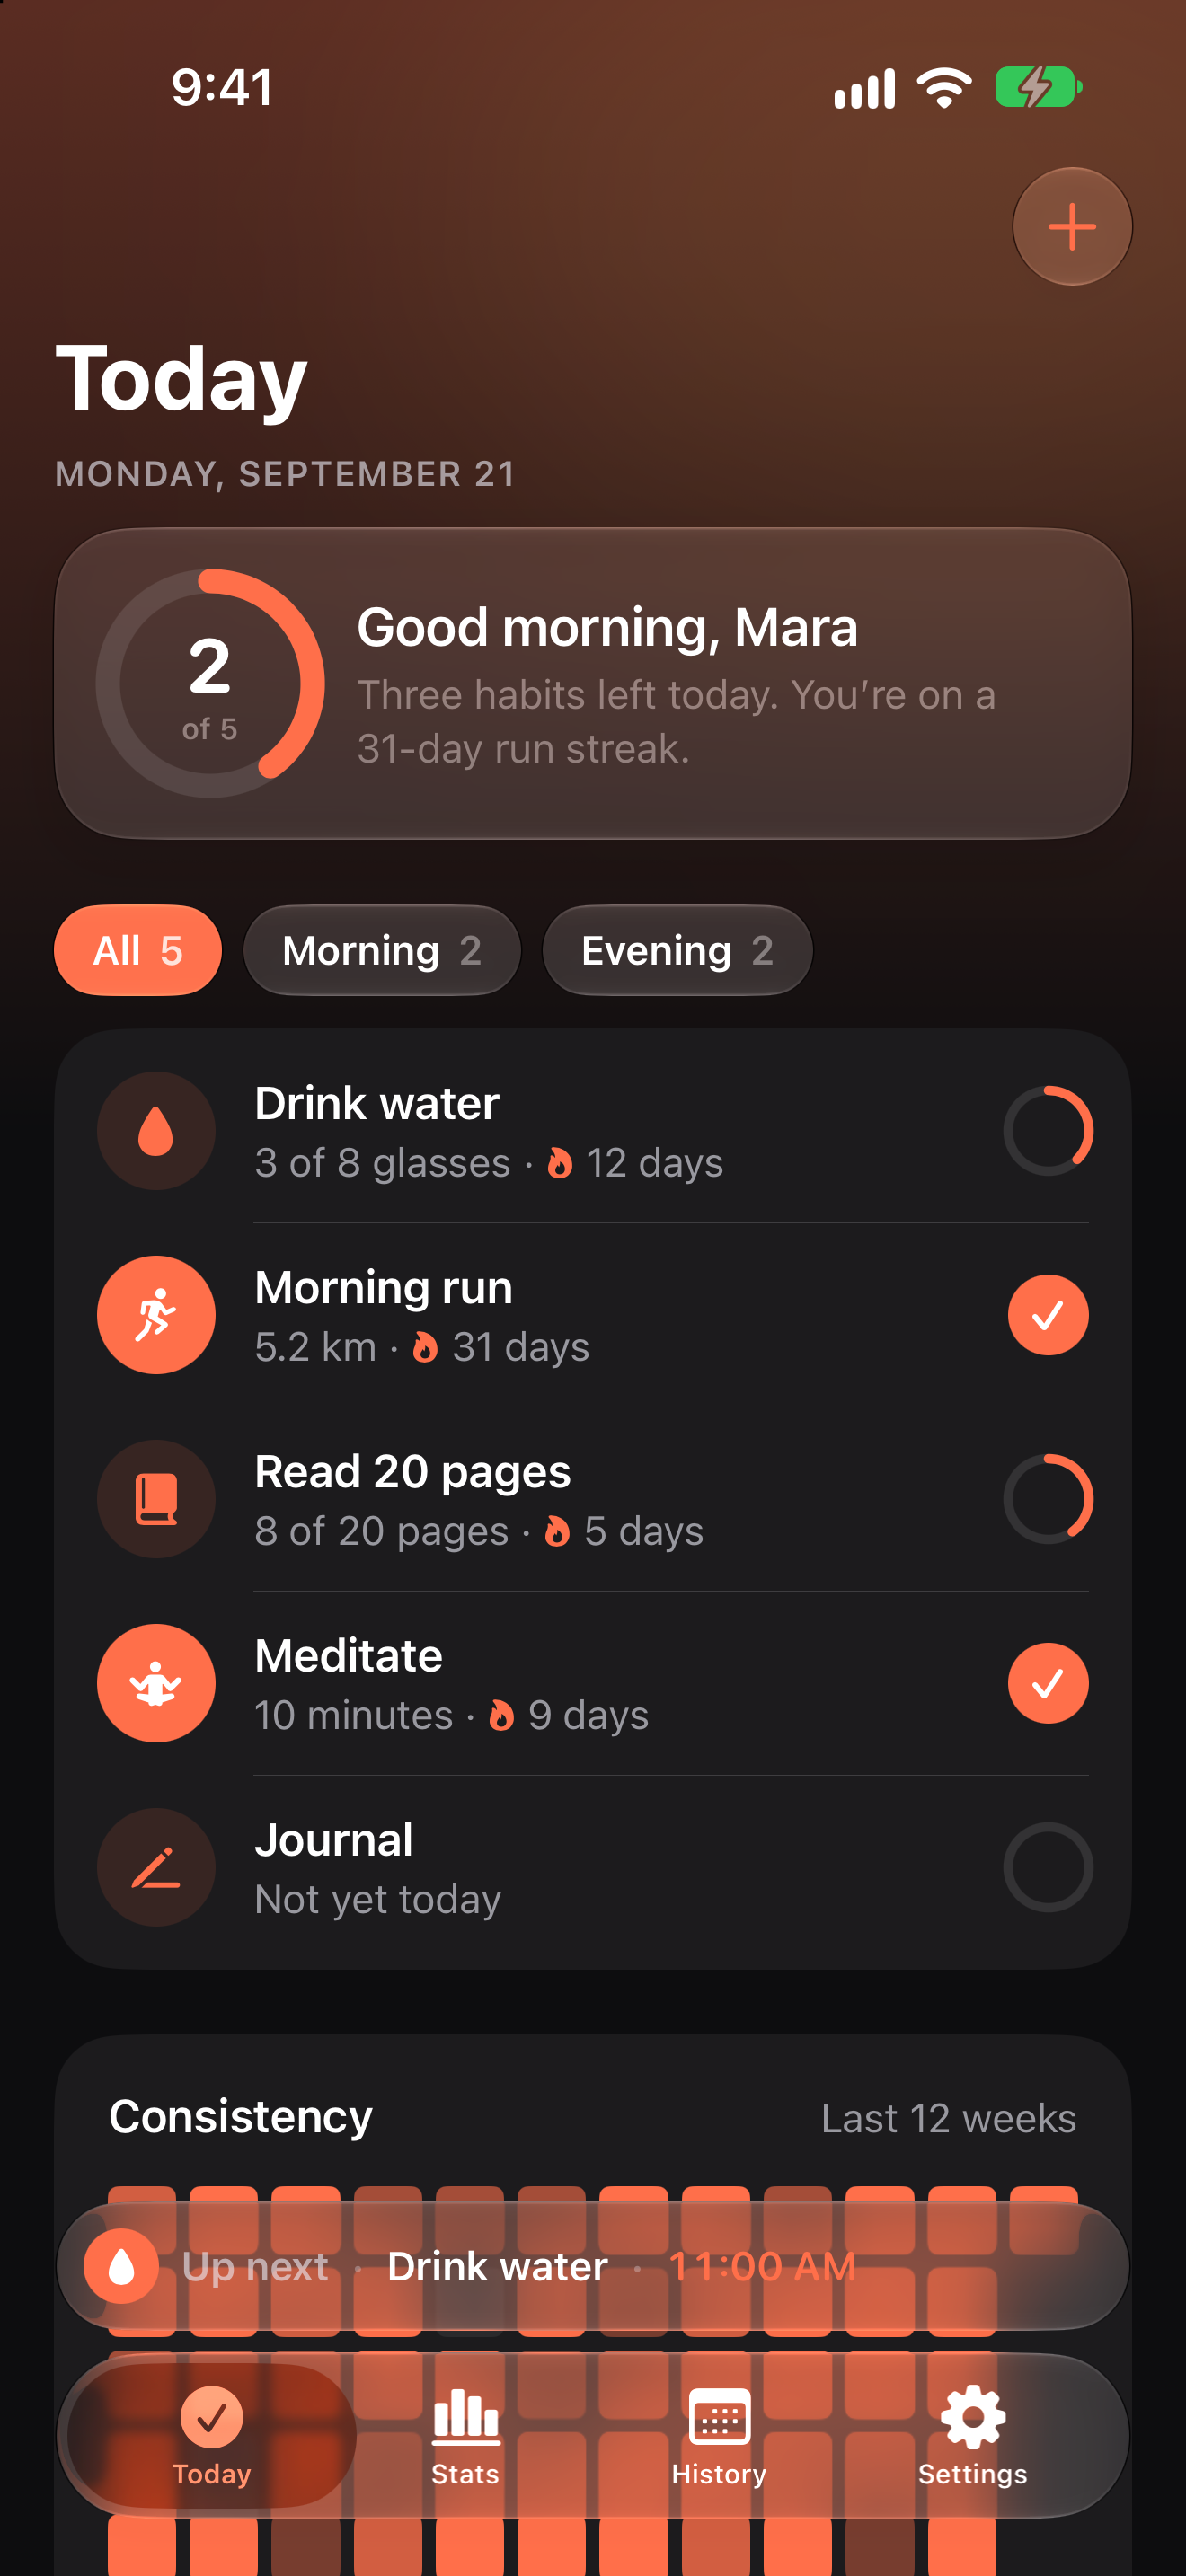 9:41
Today
MONDAY, SEPTEMBER 21
2
of 5
Good morning, Mara
Three habits left today. You’re on a
31-day run streak.
All 5 Morning 2 Evening 2
Drink water
3 of 8 glasses · 12 days
Morning run
5.2 km · 31 days
Read 20 pages
8 of 20 pages · 5 days
Meditate
10 minutes · 9 days
Journal
Not yet today
Consistency Last 12 weeks
Up next · Drink water · 11:00 AM
Today Stats History Settings